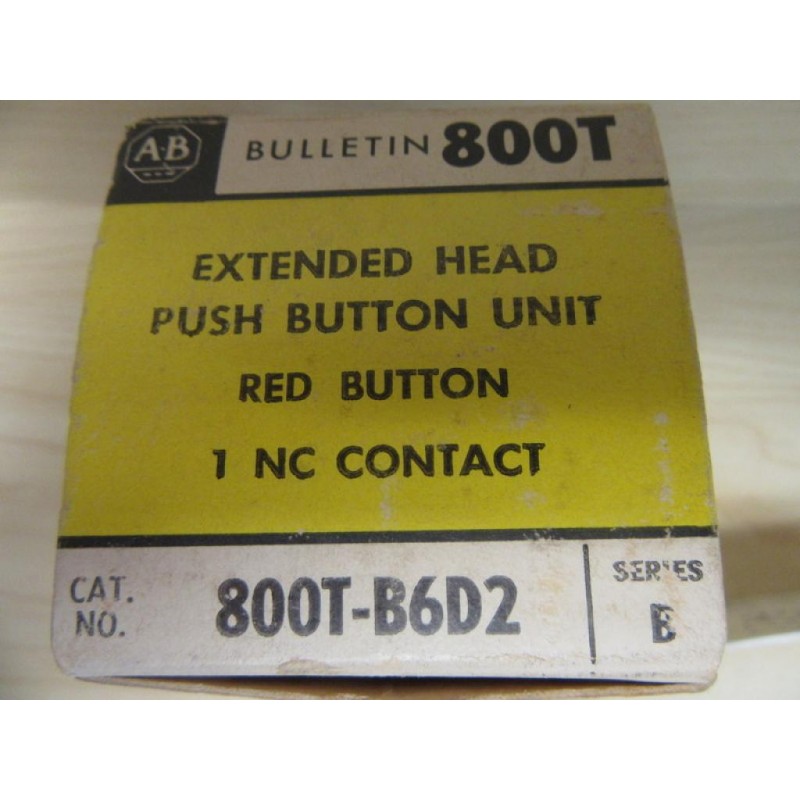 A-B BULLETIN 800T
EXTENDED HEAD
PUSH BUTTON UNIT
RED BUTTON
1 NC CONTACT
CAT. NO. 800T-B6D2 SERIES B